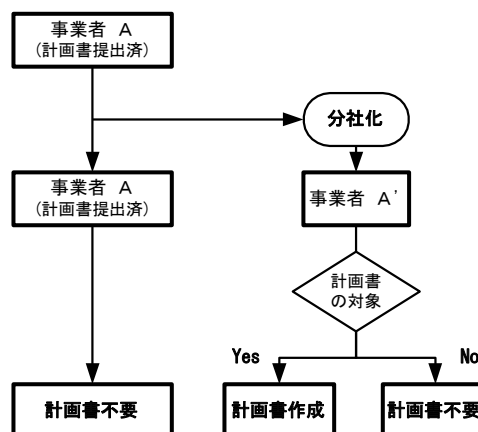 事業者 A
(計画書提出済)
分社化
事業者 A
(計画書提出済)
事業者 A'
計画書
の対象
Yes
No
計画書不要
計画書作成
計画書不要